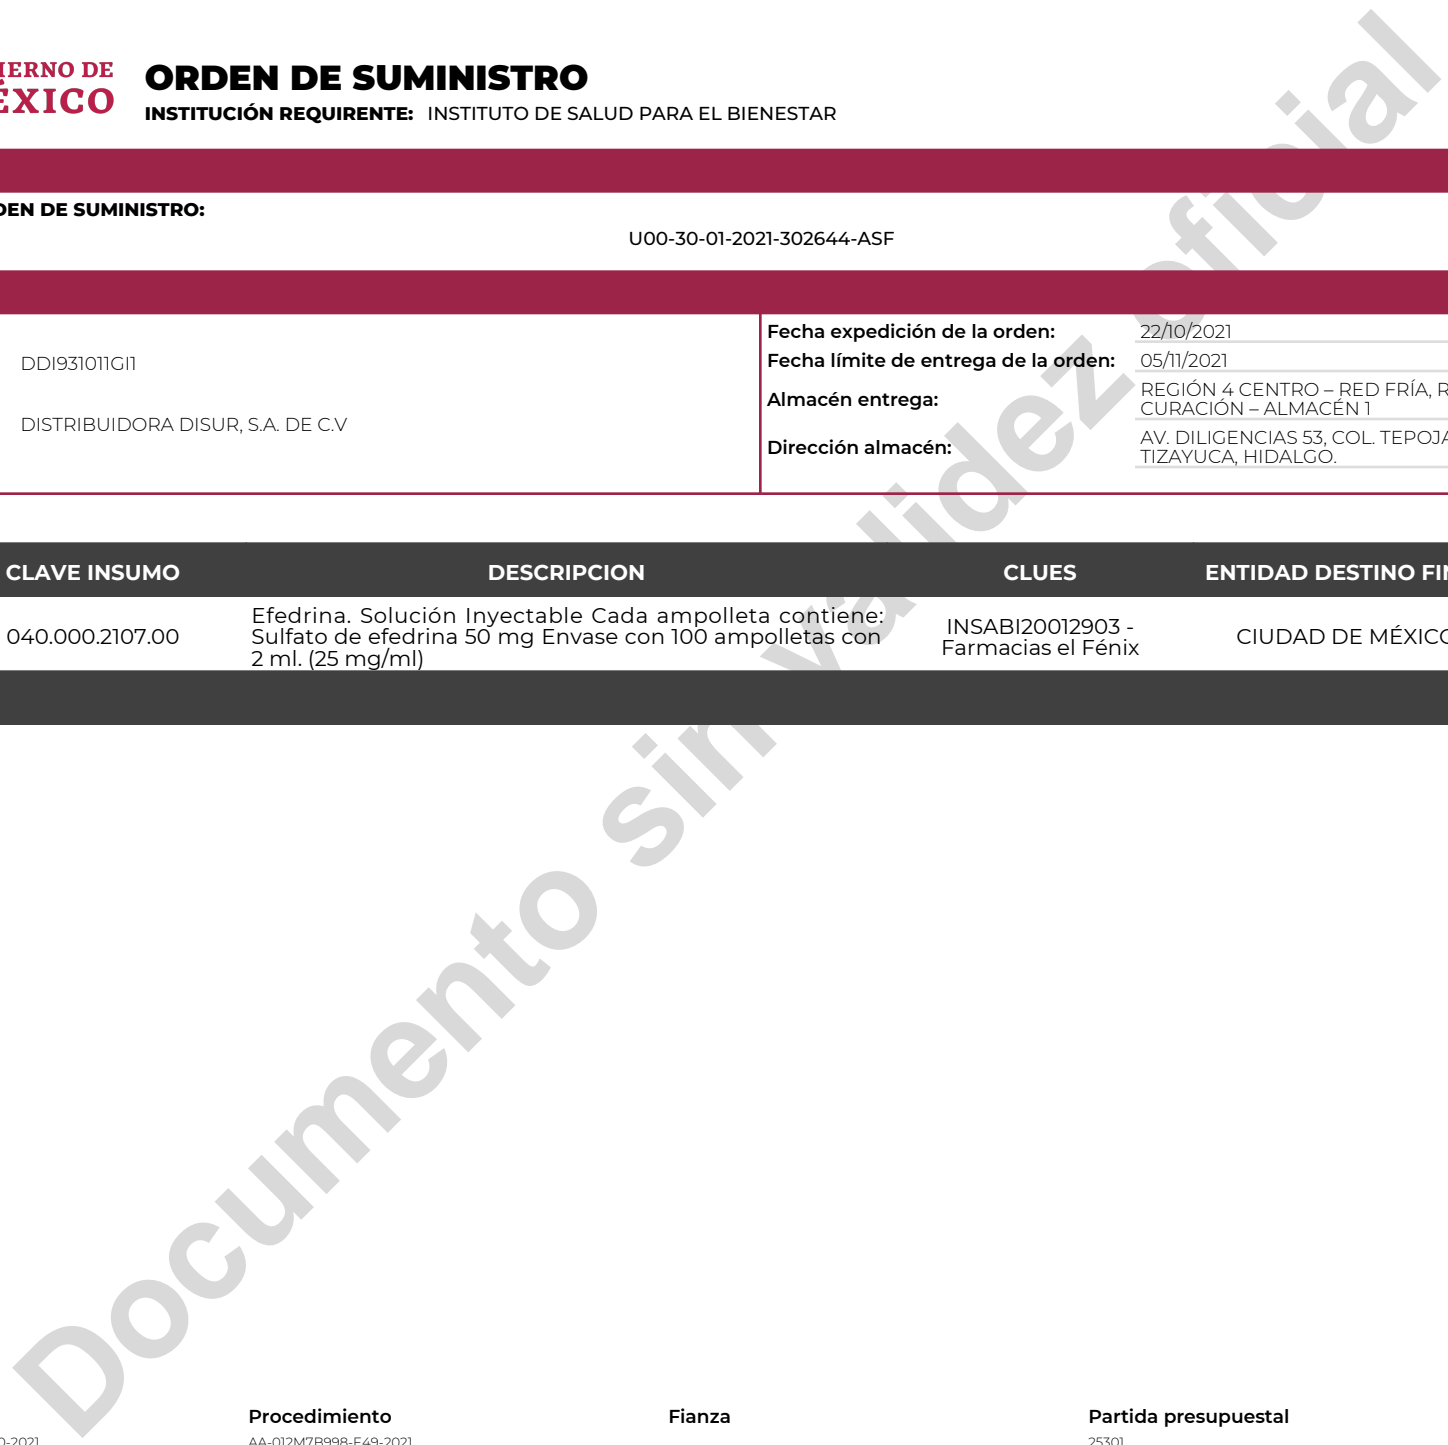 ORDEN DE SUMINISTRO
INSTITUCIÓN REQUIRENTE: INSTITUTO DE SALUD PARA EL BIENESTAR
DE
DE SUMINISTRO:
U00-30-01-2021-302644-ASF
DDI931011GI1
DISTRIBUIDORA DISUR, S.A. DE C.V
Fecha expedición de la orden: 22/10/2021
Fecha límite de entrega de la orden: 05/11/2021
Almacén entrega: REGIÓN 4 CENTRO – RED FRÍA,
CURACIÓN – ALMACÉN 1
Dirección almacén: AV. DILIGENCIAS 53, COL.
TIZAYUCA, HIDALGO.
CLAVE INSUMO DESCRIPCION CLUES ENTIDAD DESTINO
040.000.2107.00
Efedrina. Solución Inyectable Cada ampolleta contiene:
Sulfato de efedrina 50 mg Envase con 100 ampolletas con
2 ml. (25 mg/ml)
INSABI20012903 -
Farmacias el Fénix
CIUDAD DE MÉXICO
Documento sin validez oficial
Procedimiento Fianza Partida presupuestal